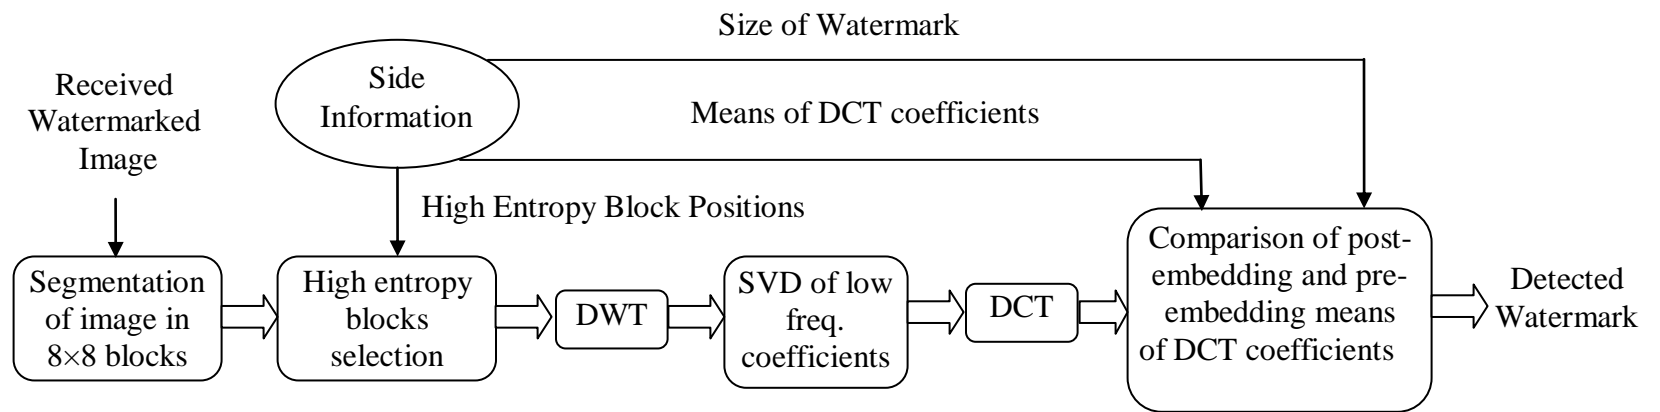 Size of Watermark
Side
Information
Received
Watermarked
Image
Means of DCT coefficients
High Entropy Block Positions
Segmentation
of image in
8×8 blocks
High entropy
blocks
selection
DWT
SVD of low
freq.
coefficients
DCT
Comparison of post-
embedding and pre-
embedding means
of DCT coefficients
Detected
Watermark